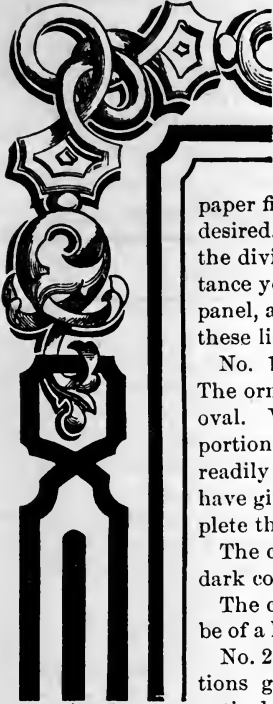 paper fi
desired.
the divi
tance yo
panel, a
these li
No. 1
The orn
oval.
portion
readily
have gi
plete th
The c
dark co
The c
be of a
No. 2
tions g